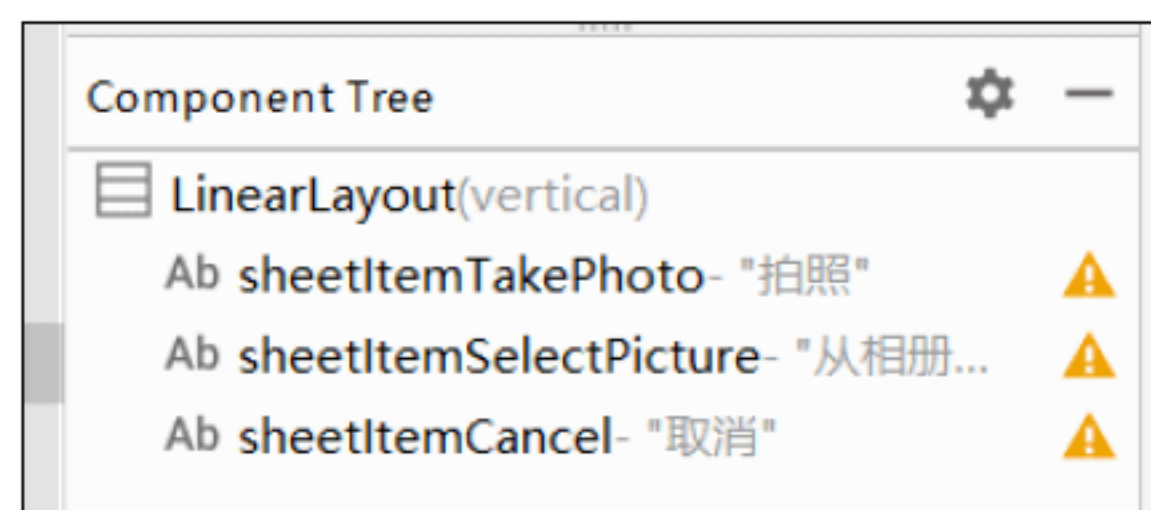 Component Tree
LinearLayout(vertical)
Ab sheetItemTakePhoto- "拍照"
Ab sheetItemSelectPicture- "从相册...
Ab sheetItemCancel- "取消"